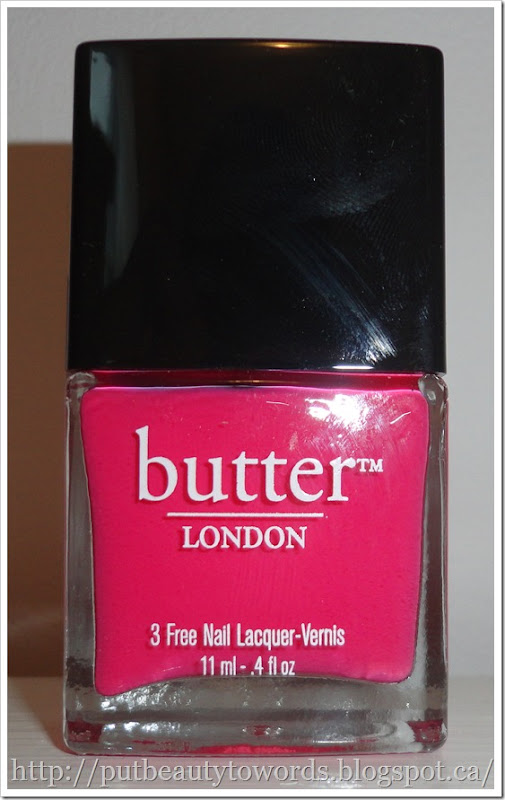 butter™
LONDON
3 Free Nail Lacquer-Vernis
11 ml - .4 fl oz
http://putbeautytowords.blogspot.ca/